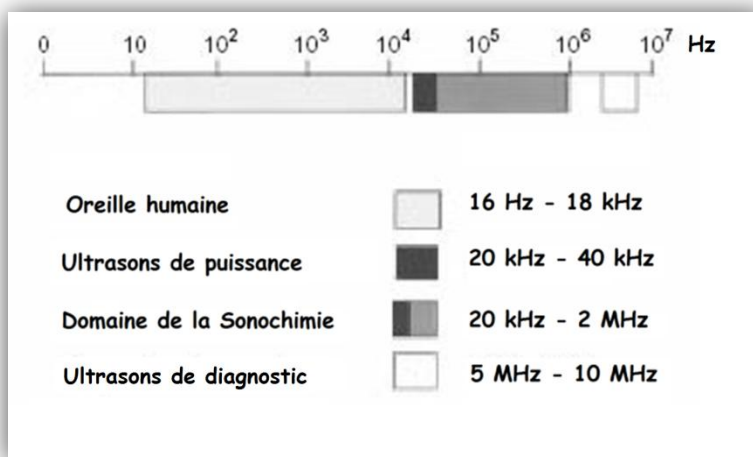 0 10 10² 10³ 10⁴ 10⁵ 10⁶ 10⁷ Hz
Oreille humaine 16 Hz - 18 kHz
Ultrasons de puissance 20 kHz - 40 kHz
Domaine de la Sonochimie 20 kHz - 2 MHz
Ultrasons de diagnostic 5 MHz - 10 MHz